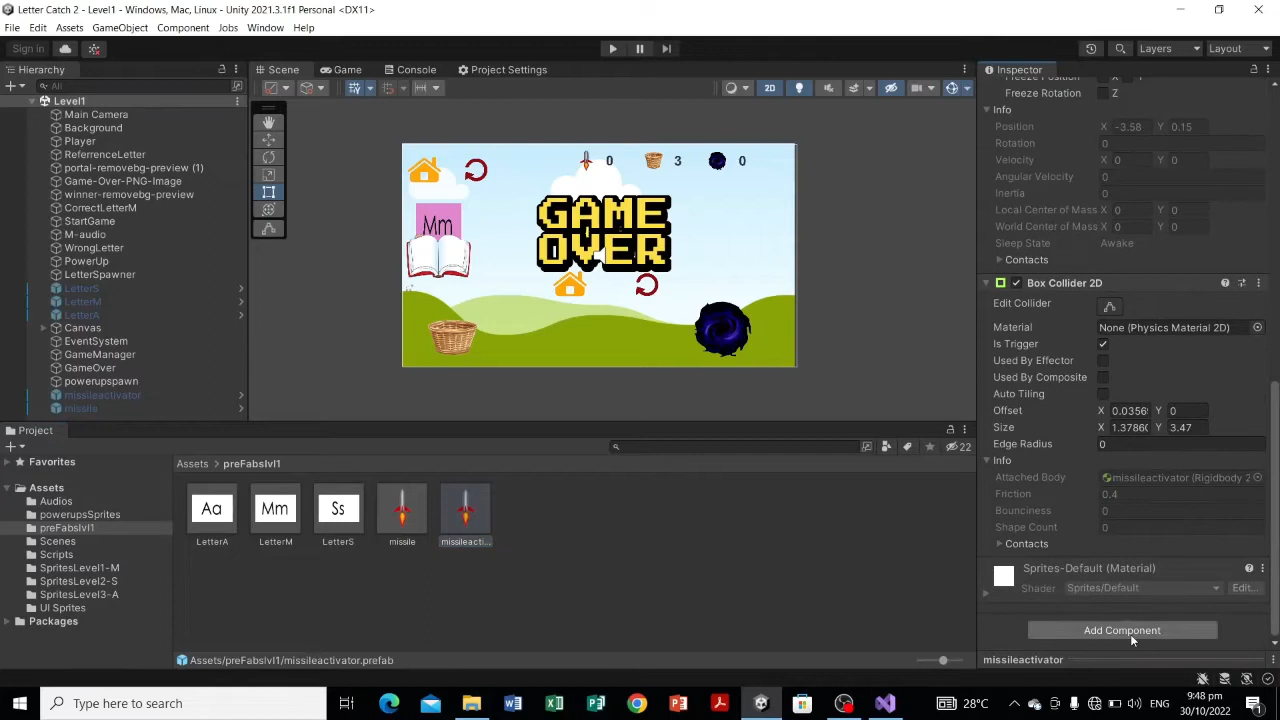 Letter Catch 2 - Level1 - Windows, Mac, Linux - Unity 2021.3.1f1 Personal <DX11>
File Edit Assets GameObject Component Jobs Window Help
Sign in
Layers
Layout
Hierarchy
All
Level1
Main Camera
Background
Player
ReferrenceLetter
portal-removebg-preview (1)
Game-Over-PNG-Image
winner-removebg-preview
CorrectLetterM
StartGame
M-audio
WrongLetter
PowerUp
LetterSpawner
LetterS
LetterM
LetterA
Canvas
EventSystem
GameManager
GameOver
powerupspawn
missileactivator
missile
Scene Game Console Project Settings
2D
0 3 0
Mm
GAME
OVER
Project
22
Favorites
Assets
Audios
powerupsSprites
preFabslvl1
Scenes
Scripts
SpritesLevel1-M
SpritesLevel2-S
SpritesLevel3-A
UI Sprites
Packages
Assets > preFabslvl1
Aa Mm Ss
LetterA LetterM LetterS missile missileacti...
Assets/preFabslvl1/missileactivator.prefab
Inspector
Freeze Position X Y
Freeze Rotation Z
Info
Position X -3.58 Y 0.15
Rotation 0
Velocity X 0 Y 0
Angular Velocity 0
Inertia 0
Local Center of Mass X 0 Y 0
World Center of Mass X 0 Y 0
Sleep State Awake
Contacts
Box Collider 2D
Edit Collider
Material None (Physics Material 2D)
Is Trigger
Used By Effector
Used By Composite
Auto Tiling
Offset X 0.0356 Y 0
Size X 1.3786 Y 3.47
Edge Radius 0
Info
Attached Body missileactivator (Rigidbody 2
Friction 0.4
Bounciness 0
Shape Count 0
Contacts
Sprites-Default (Material)
Shader Sprites/Default Edit...
Add Component
missileactivator
Type here to search
28°C
ENG
9:48 pm
30/10/2022
1